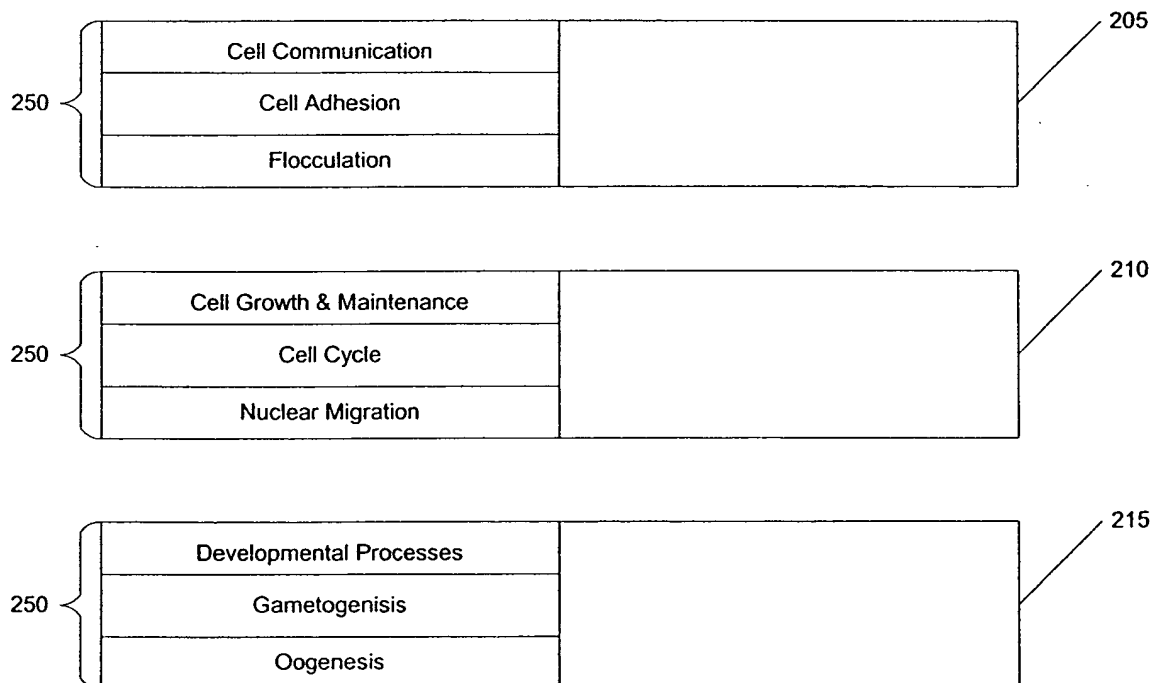 205
Cell Communication
250
Cell Adhesion
Flocculation
210
Cell Growth & Maintenance
250
Cell Cycle
Nuclear Migration
215
Developmental Processes
250
Gametogenisis
Oogenesis